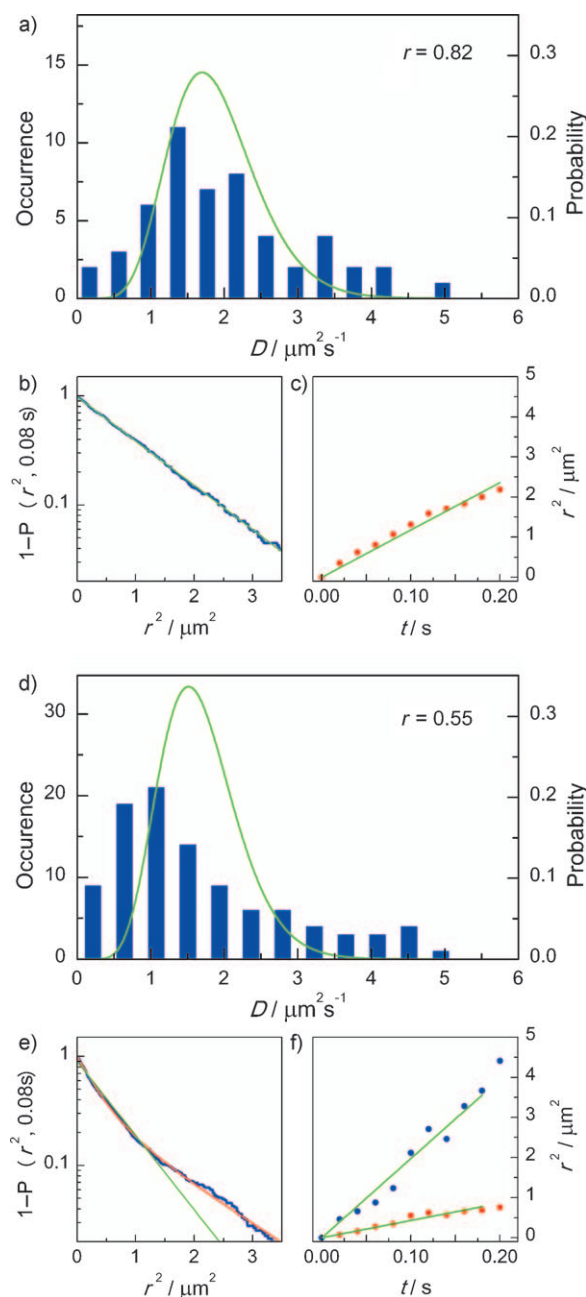 a)
r = 0.82
15
10
5
0
Occurrence
0.3
0.2
0.1
0.0
Probability
0 1 2 3 4 5 6
D / μm²s⁻¹
b)
1
0.1
1–P (r², 0.08 s)
0 1 2 3
r² / μm²
c)
5
4
3
2
1
0
r² / μm²
0.00 0.10 0.20
t / s
d)
r = 0.55
30
20
10
0
Occurence
0.3
0.2
0.1
0.0
Probability
0 1 2 3 4 5 6
D / μm²s⁻¹
e)
1
0.1
1–P (r², 0.08s)
0 1 2 3
r² / μm²
f)
5
4
3
2
1
0
r² / μm²
0.00 0.10 0.20
t / s